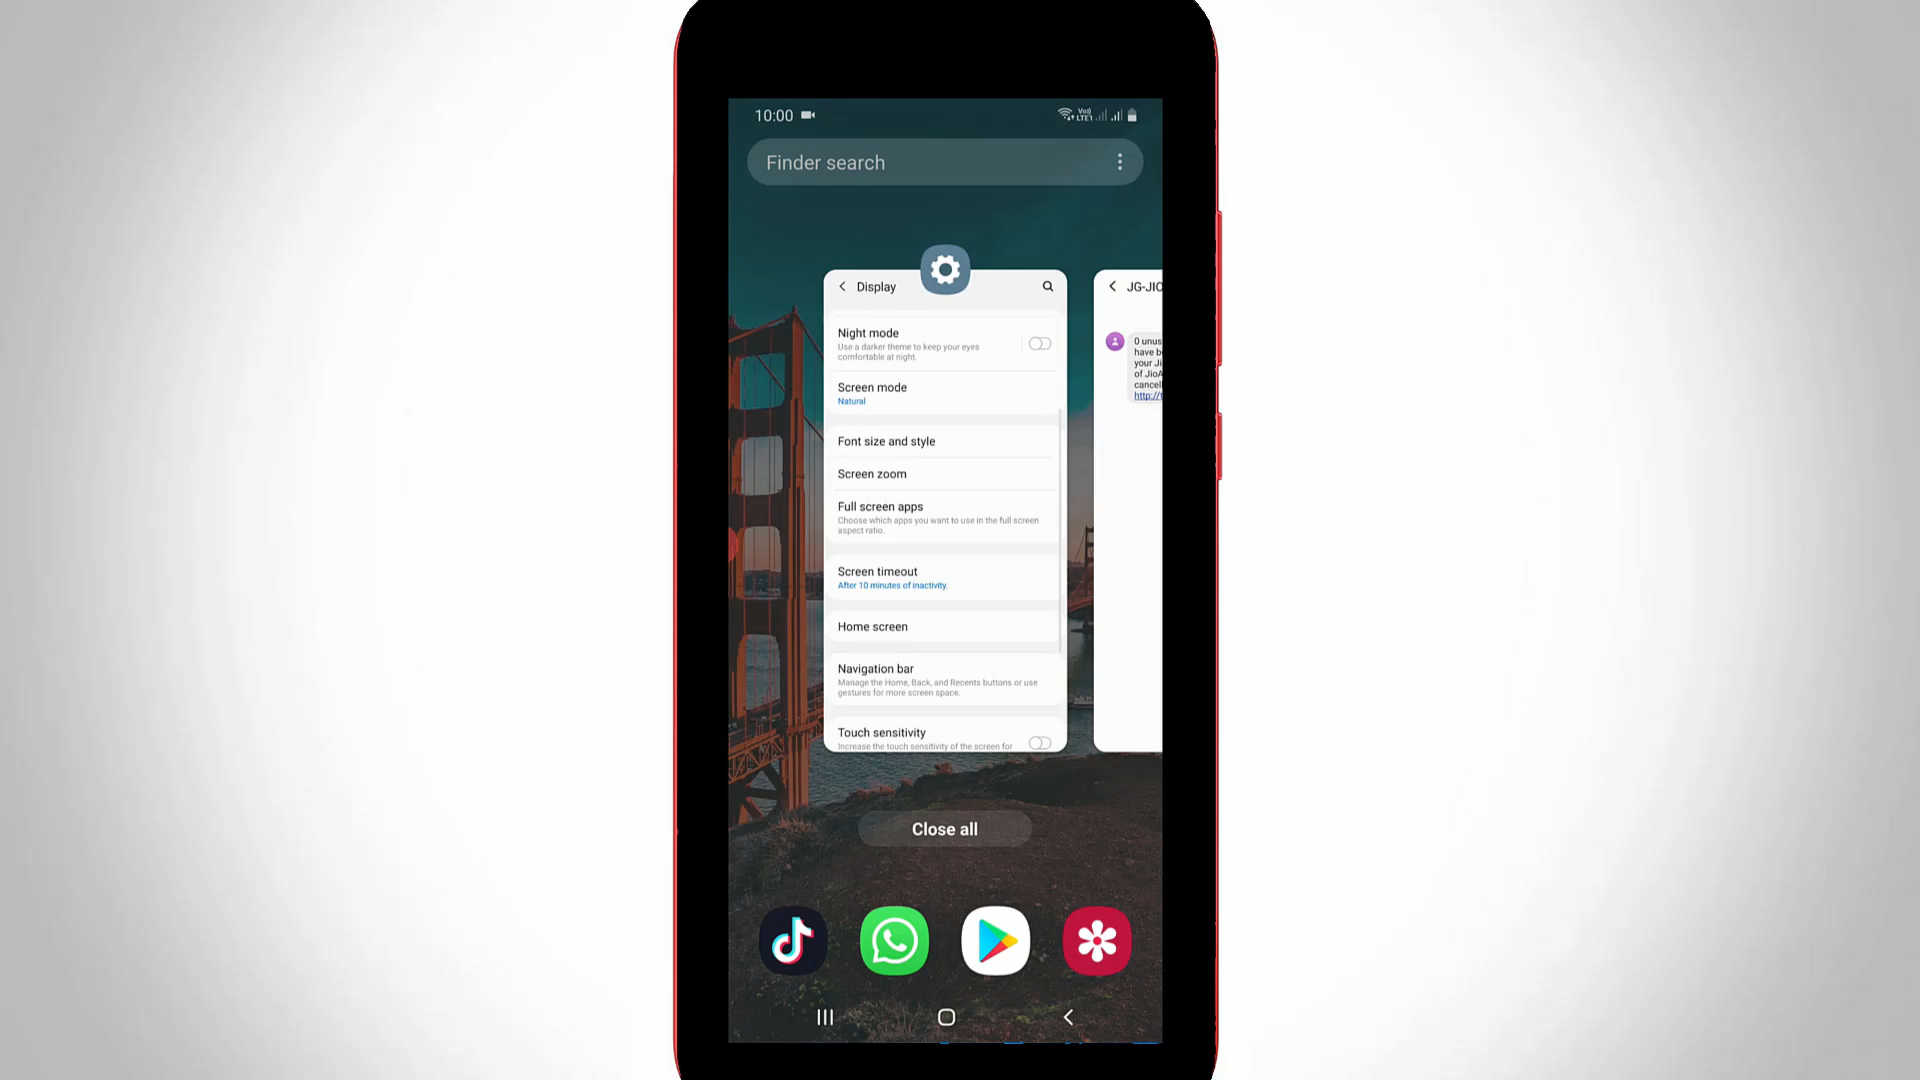 10:00
Vo))
LTE1
Finder search
Display
Night mode
Use a darker theme to keep your eyes
comfortable at night.
Screen mode
Natural
Font size and style
Screen zoom
Full screen apps
Choose which apps you want to use in the full screen
aspect ratio.
Screen timeout
After 10 minutes of inactivity.
Home screen
Navigation bar
Manage the Home, Back, and Recents buttons or use
gestures for more screen space.
Touch sensitivity
Increase the touch sensitivity of the screen for
JG-JIO
0 unus
have be
your Ji
of JioA
cancell
http://t
Close all